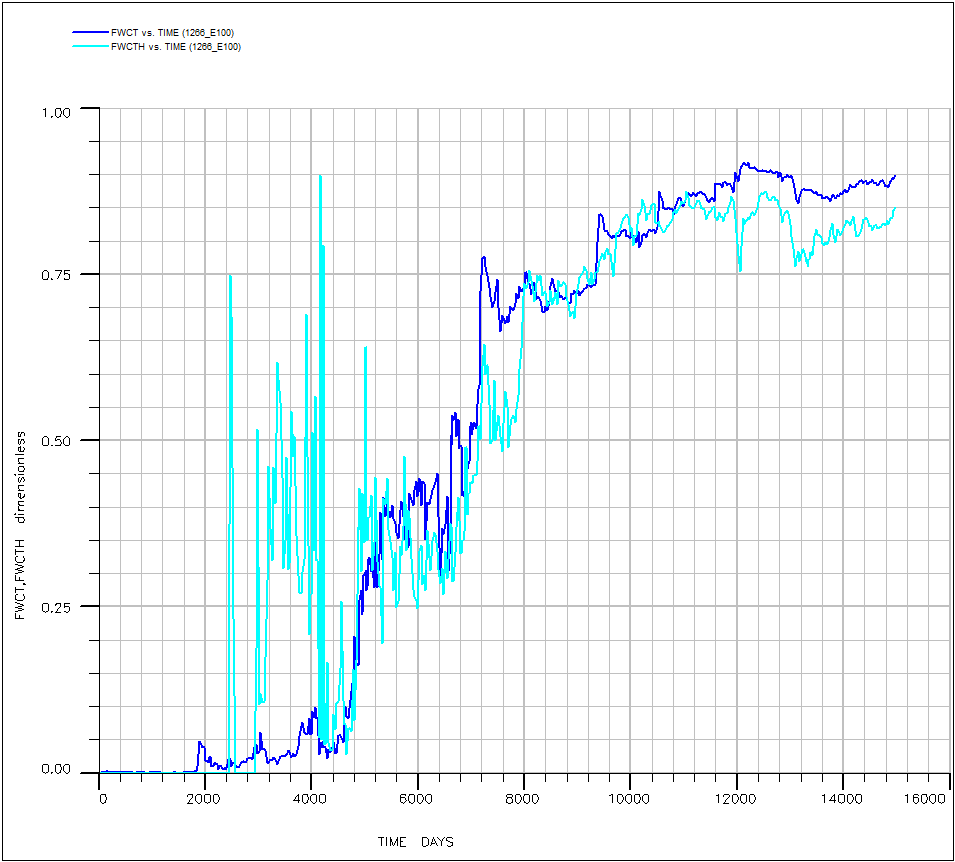 FWCT vs. TIME (1266_E100)
FWCTH vs. TIME (1266_E100)
1.00
0.75
0.50
0.25
0.00
FWCT,FWCTH dimensionless
0 2000 4000 6000 8000 10000 12000 14000 16000
TIME DAYS